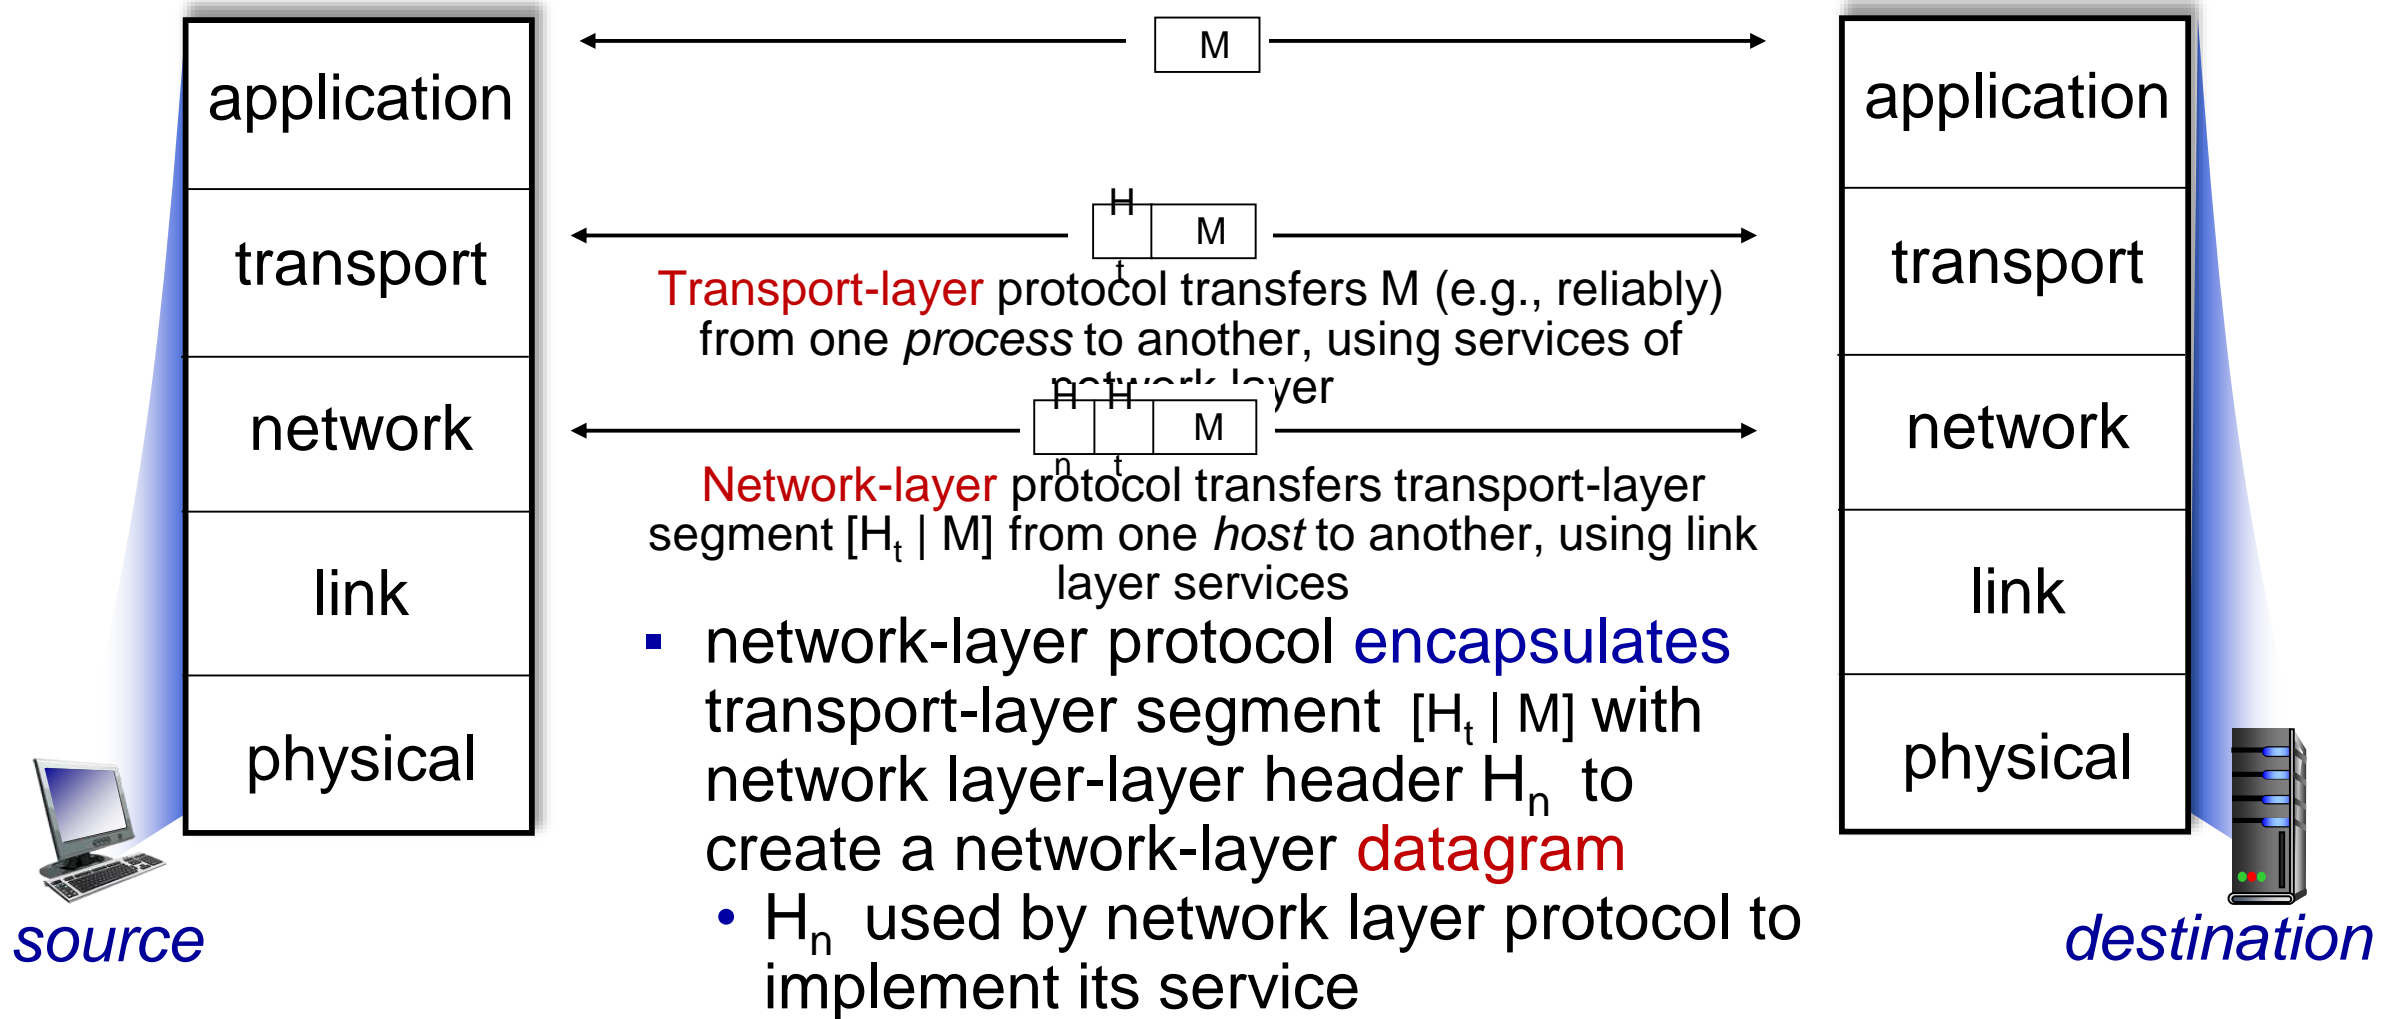 application
transport
network
link
physical
source
M
H
t
M
Transport-layer protocol transfers M (e.g., reliably)
from one process to another, using services of
network layer
H
n
H
t
M
Network-layer protocol transfers transport-layer
segment [Ht | M] from one host to another, using link
layer services
▪ network-layer protocol encapsulates
transport-layer segment [Ht | M] with
network layer-layer header Hn to
create a network-layer datagram
• Hn used by network layer protocol to
implement its service
application
transport
network
link
physical
destination